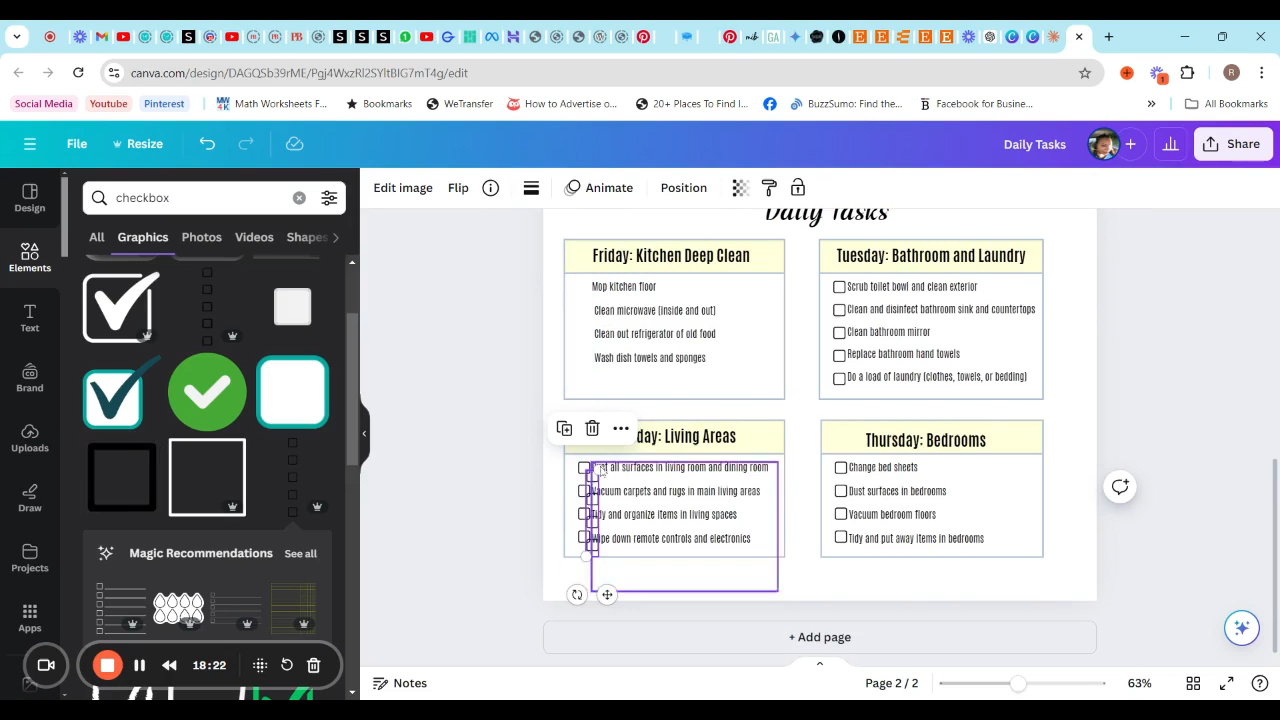 canva.com/design/DAGQSb39rME/Pgj4WxzRl2SYltBIG7mT4g/edit
R
Social Media
Youtube
Pinterest
Math Worksheets F...
Bookmarks
WeTransfer
How to Advertise o...
20+ Places To Find I...
BuzzSumo: Find the...
Facebook for Busine...
All Bookmarks
File
Resize
Daily Tasks
Share
Design
Elements
Text
Brand
Draw
Uploads
Projects
Apps
checkbox
All
Graphics
Photos
Videos
Shapes
Magic Recommendations
See all
18:22
Edit image
Flip
Animate
Position
Daily Tasks
Friday: Kitchen Deep Clean
Mop kitchen floor
Clean microwave (inside and out)
Clean out refrigerator of old food
Wash dish towels and sponges
Tuesday: Bathroom and Laundry
Scrub toilet bowl and clean exterior
Clean and disinfect bathroom sink and countertops
Clean bathroom mirror
Replace bathroom hand towels
Do a load of laundry (clothes, towels, or bedding)
day: Living Areas
all surfaces in living room and dining room
Vacuum carpets and rugs in main living areas
Tidy and organize items in living spaces
Wipe down remote controls and electronics
Thursday: Bedrooms
Change bed sheets
Dust surfaces in bedrooms
Vacuum bedroom floors
Tidy and put away items in bedrooms
+ Add page
Notes
Page 2 / 2
63%